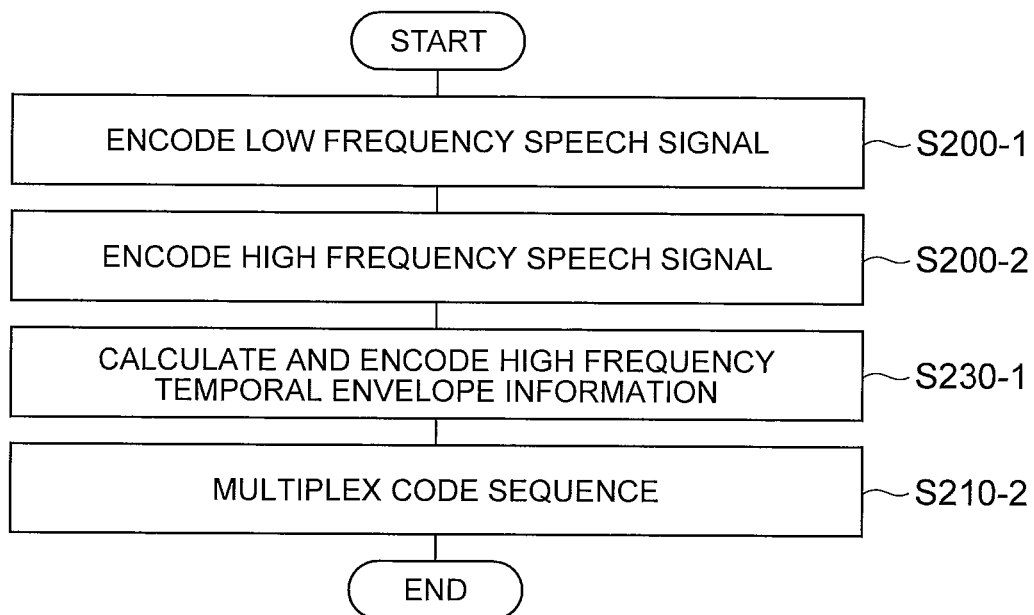 START
ENCODE LOW FREQUENCY SPEECH SIGNAL
S200-1
ENCODE HIGH FREQUENCY SPEECH SIGNAL
S200-2
CALCULATE AND ENCODE HIGH FREQUENCY
TEMPORAL ENVELOPE INFORMATION
S230-1
MULTIPLEX CODE SEQUENCE
S210-2
END